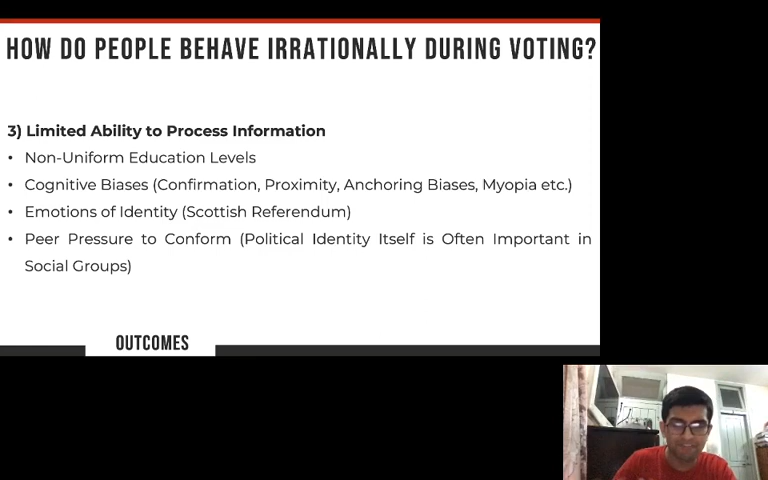 HOW DO PEOPLE BEHAVE IRRATIONALLY DURING VOTING?
3) Limited Ability to Process Information
• Non-Uniform Education Levels
• Cognitive Biases (Confirmation, Proximity, Anchoring Biases, Myopia etc.)
• Emotions of Identity (Scottish Referendum)
• Peer Pressure to Conform (Political Identity Itself is Often Important in
Social Groups)
OUTCOMES